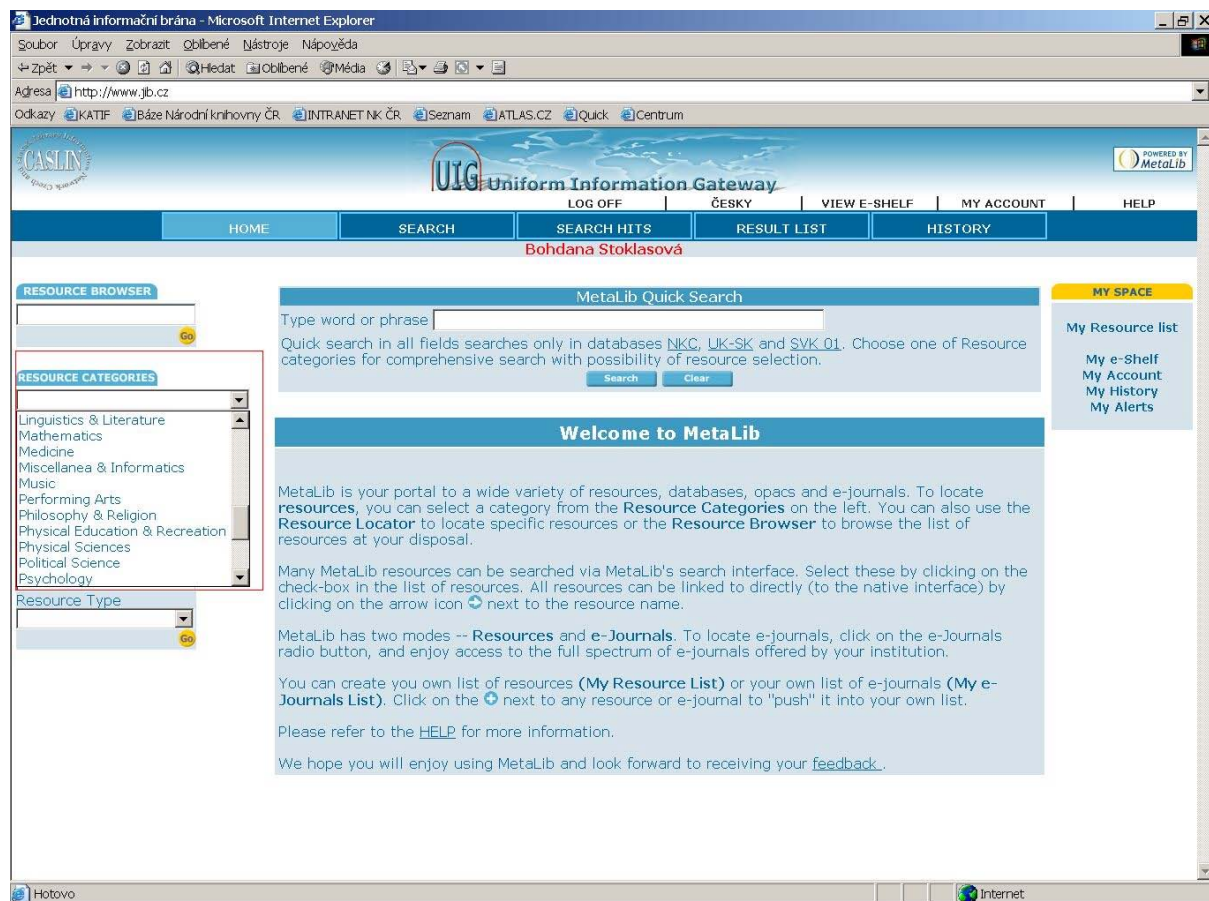 Jednotná informační brána - Microsoft Internet Explorer
Soubor Úpravy Zobrazit Oblíbené Nástroje Nápověda
Zpět Hledat Oblíbené Média
Adresa http://www.jib.cz
Odkazy KATIF Báze Národní knihovny ČR INTRANET NK ČR Seznam ATLAS.CZ Quick Centrum
CASLIN
UIG Uniform Information Gateway
POWERED BY MetaLib
LOG OFF ČESKY VIEW E-SHELF MY ACCOUNT HELP
HOME SEARCH SEARCH HITS RESULT LIST HISTORY
Bohdana Stoklasová
RESOURCE BROWSER
Go
RESOURCE CATEGORIES
Linguistics & Literature
Mathematics
Medicine
Miscellanea & Informatics
Music
Performing Arts
Philosophy & Religion
Physical Education & Recreation
Physical Sciences
Political Science
Psychology
Resource Type
Go
MetaLib Quick Search
Type word or phrase
Quick search in all fields searches only in databases NKC, UK-SK and SVK 01. Choose one of Resource
categories for comprehensive search with possibility of resource selection.
Search Clear
Welcome to MetaLib
MetaLib is your portal to a wide variety of resources, databases, opacs and e-journals. To locate
resources, you can select a category from the Resource Categories on the left. You can also use the
Resource Locator to locate specific resources or the Resource Browser to browse the list of
resources at your disposal.
Many MetaLib resources can be searched via MetaLib's search interface. Select these by clicking on the
check-box in the list of resources. All resources can be linked to directly (to the native interface) by
clicking on the arrow icon next to the resource name.
MetaLib has two modes -- Resources and e-Journals. To locate e-journals, click on the e-Journals
radio button, and enjoy access to the full spectrum of e-journals offered by your institution.
You can create you own list of resources (My Resource List) or your own list of e-journals (My e-
Journals List). Click on the next to any resource or e-journal to "push" it into your own list.
Please refer to the HELP for more information.
We hope you will enjoy using MetaLib and look forward to receiving your feedback .
MY SPACE
My Resource list
My e-Shelf
My Account
My History
My Alerts
Hotovo Internet